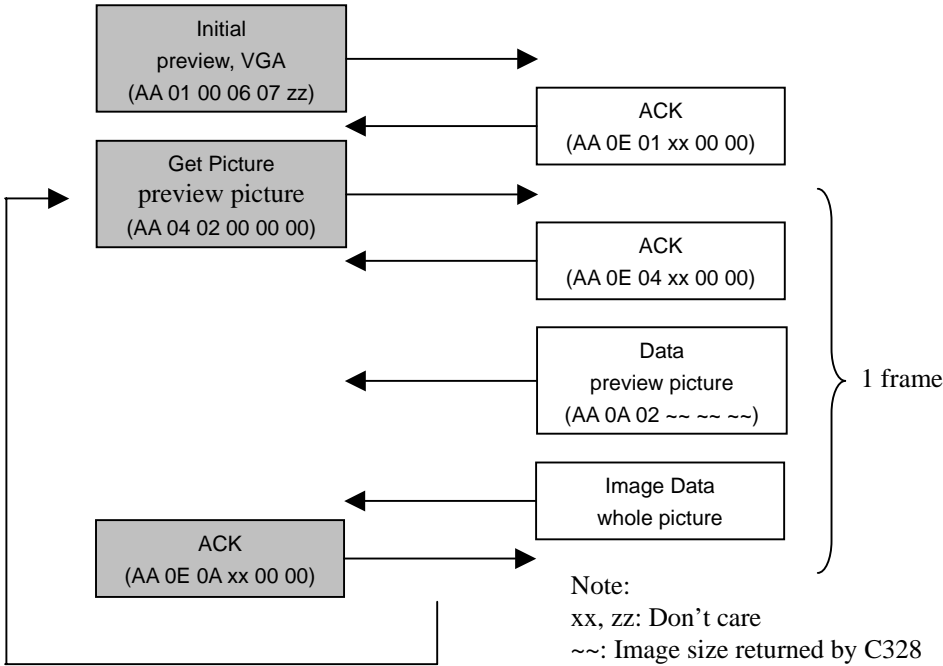 Initial
preview, VGA
(AA 01 00 06 07 zz)
ACK
(AA 0E 01 xx 00 00)
Get Picture
preview picture
(AA 04 02 00 00 00)
ACK
(AA 0E 04 xx 00 00)
Data
preview picture
(AA 0A 02 ~~ ~~ ~~)
1 frame
Image Data
whole picture
ACK
(AA 0E 0A xx 00 00)
Note:
xx, zz: Don't care
~~: Image size returned by C328